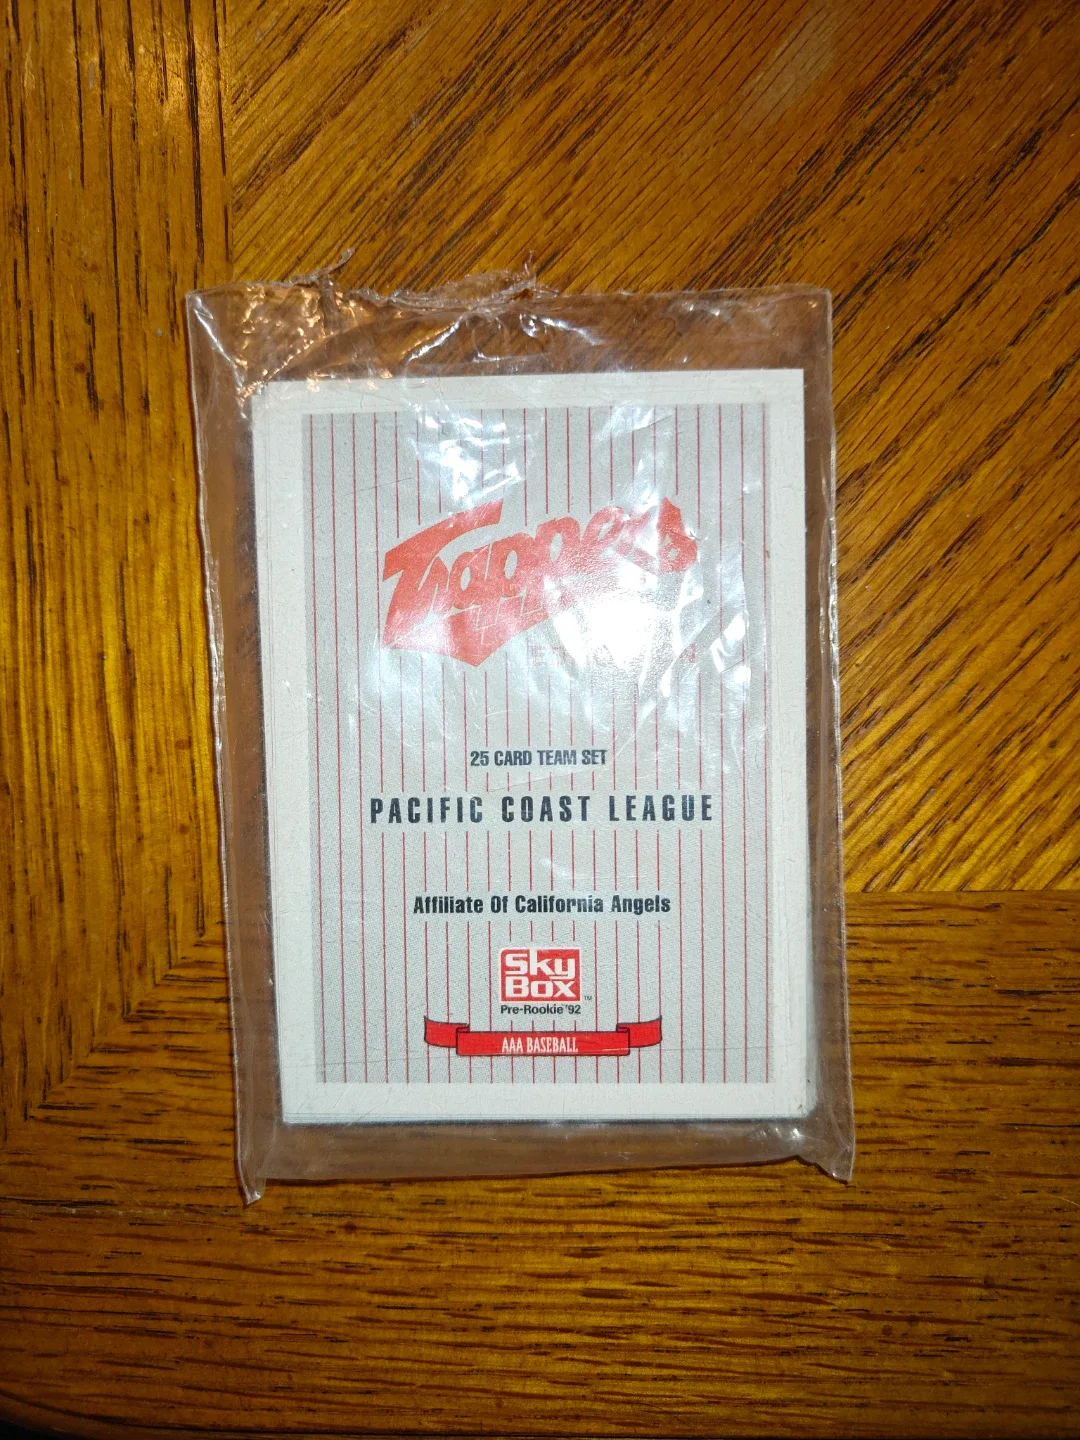 Trappers
25 CARD TEAM SET
PACIFIC COAST LEAGUE
Affiliate Of California Angels
Sky
Box
TM
Pre-Rookie '92
AAA BASEBALL